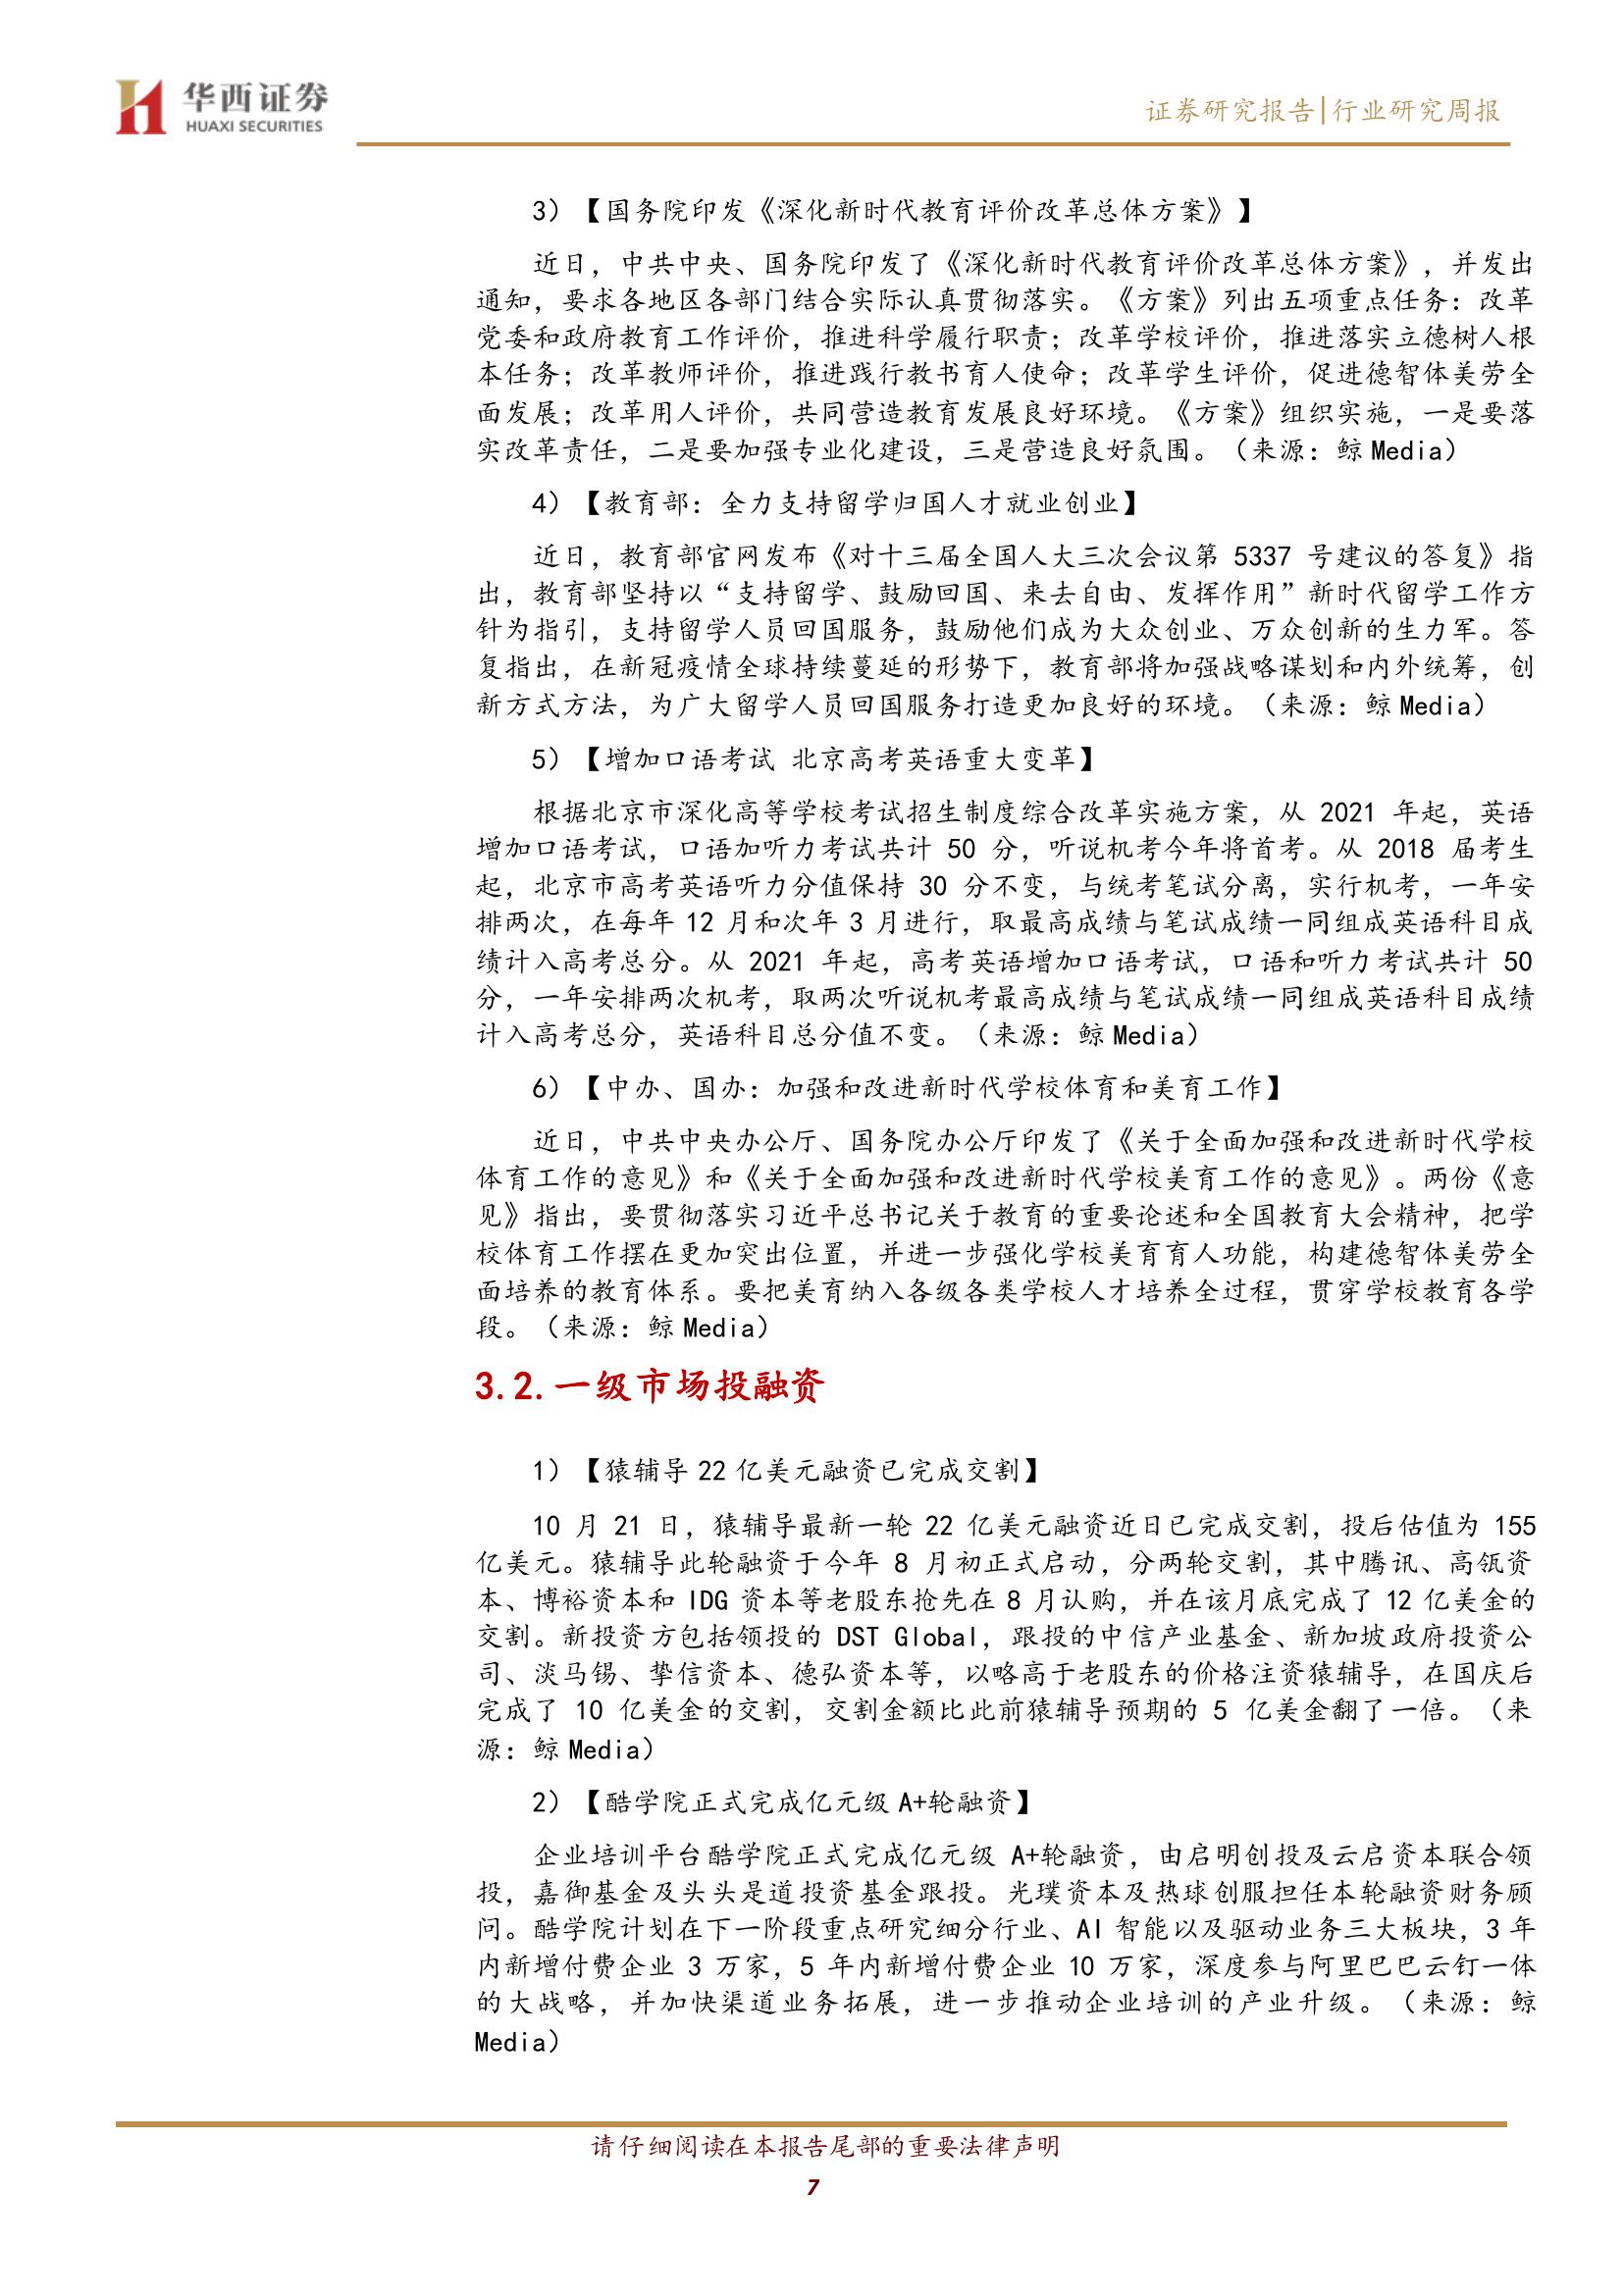 华西证券
HUAXI SECURITIES
证券研究报告|行业研究周报
3）【国务院印发《深化新时代教育评价改革总体方案》】
近日，中共中央、国务院印发了《深化新时代教育评价改革总体方案》，并发出
通知，要求各地区各部门结合实际认真贯彻落实。《方案》列出五项重点任务：改革
党委和政府教育工作评价，推进科学履行职责；改革学校评价，推进落实立德树人根
本任务；改革教师评价，推进践行教书育人使命；改革学生评价，促进德智体美劳全
面发展；改革用人评价，共同营造教育发展良好环境。《方案》组织实施，一是要落
实改革责任，二是要加强专业化建设，三是营造良好氛围。（来源：鲸 Media）
4）【教育部：全力支持留学归国人才就业创业】
近日，教育部官网发布《对十三届全国人大三次会议第 5337 号建议的答复》指
出，教育部坚持以“支持留学、鼓励回国、来去自由、发挥作用”新时代留学工作方
针为指引，支持留学人员回国服务，鼓励他们成为大众创业、万众创新的生力军。答
复指出，在新冠疫情全球持续蔓延的形势下，教育部将加强战略谋划和内外统筹，创
新方式方法，为广大留学人员回国服务打造更加良好的环境。（来源：鲸 Media）
5）【增加口语考试 北京高考英语重大变革】
根据北京市深化高等学校考试招生制度综合改革实施方案，从 2021 年起，英语
增加口语考试，口语加听力考试共计 50 分，听说机考今年将首考。从 2018 届考生
起，北京市高考英语听力分值保持 30 分不变，与统考笔试分离，实行机考，一年安
排两次，在每年 12 月和次年 3 月进行，取最高成绩与笔试成绩一同组成英语科目成
绩计入高考总分。从 2021 年起，高考英语增加口语考试，口语和听力考试共计 50
分，一年安排两次机考，取两次听说机考最高成绩与笔试成绩一同组成英语科目成绩
计入高考总分，英语科目总分值不变。（来源：鲸 Media）
6）【中办、国办：加强和改进新时代学校体育和美育工作】
近日，中共中央办公厅、国务院办公厅印发了《关于全面加强和改进新时代学校
体育工作的意见》和《关于全面加强和改进新时代学校美育工作的意见》。两份《意
见》指出，要贯彻落实习近平总书记关于教育的重要论述和全国教育大会精神，把学
校体育工作摆在更加突出位置，并进一步强化学校美育育人功能，构建德智体美劳全
面培养的教育体系。要把美育纳入各级各类学校人才培养全过程，贯穿学校教育各学
段。（来源：鲸 Media）
3.2.一级市场投融资
1）【猿辅导 22 亿美元融资已完成交割】
10 月 21 日，猿辅导最新一轮 22 亿美元融资近日已完成交割，投后估值为 155
亿美元。猿辅导此轮融资于今年 8 月初正式启动，分两轮交割，其中腾讯、高瓴资
本、博裕资本和 IDG 资本等老股东抢先在 8 月认购，并在该月底完成了 12 亿美金的
交割。新投资方包括领投的 DST Global，跟投的中信产业基金、新加坡政府投资公
司、淡马锡、挚信资本、德弘资本等，以略高于老股东的价格注资猿辅导，在国庆后
完成了 10 亿美金的交割，交割金额比此前猿辅导预期的 5 亿美金翻了一倍。（来
源：鲸 Media）
2）【酷学院正式完成亿元级 A+轮融资】
企业培训平台酷学院正式完成亿元级 A+轮融资，由启明创投及云启资本联合领
投，嘉御基金及头头是道投资基金跟投。光璞资本及热球创服担任本轮融资财务顾
问。酷学院计划在下一阶段重点研究细分行业、AI 智能以及驱动业务三大板块，3 年
内新增付费企业 3 万家，5 年内新增付费企业 10 万家，深度参与阿里巴巴云钉一体
的大战略，并加快渠道业务拓展，进一步推动企业培训的产业升级。（来源：鲸
Media）
请仔细阅读在本报告尾部的重要法律声明
7